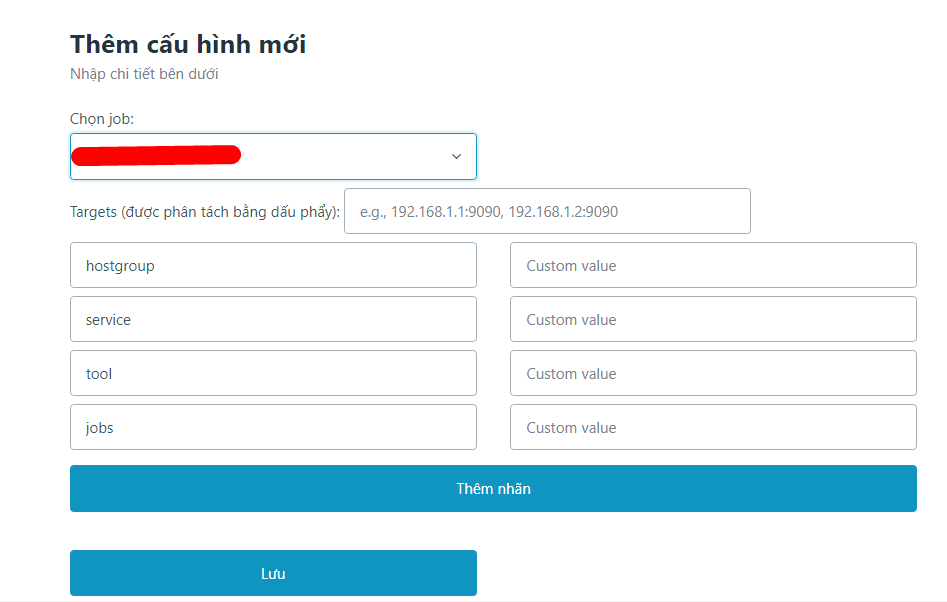 Thêm cấu hình mới
Nhập chi tiết bên dưới
Chọn job:
Targets (được phân tách bằng dấu phẩy): e.g., 192.168.1.1:9090, 192.168.1.2:9090
hostgroup Custom value
service Custom value
tool Custom value
jobs Custom value
Thêm nhãn
Lưu